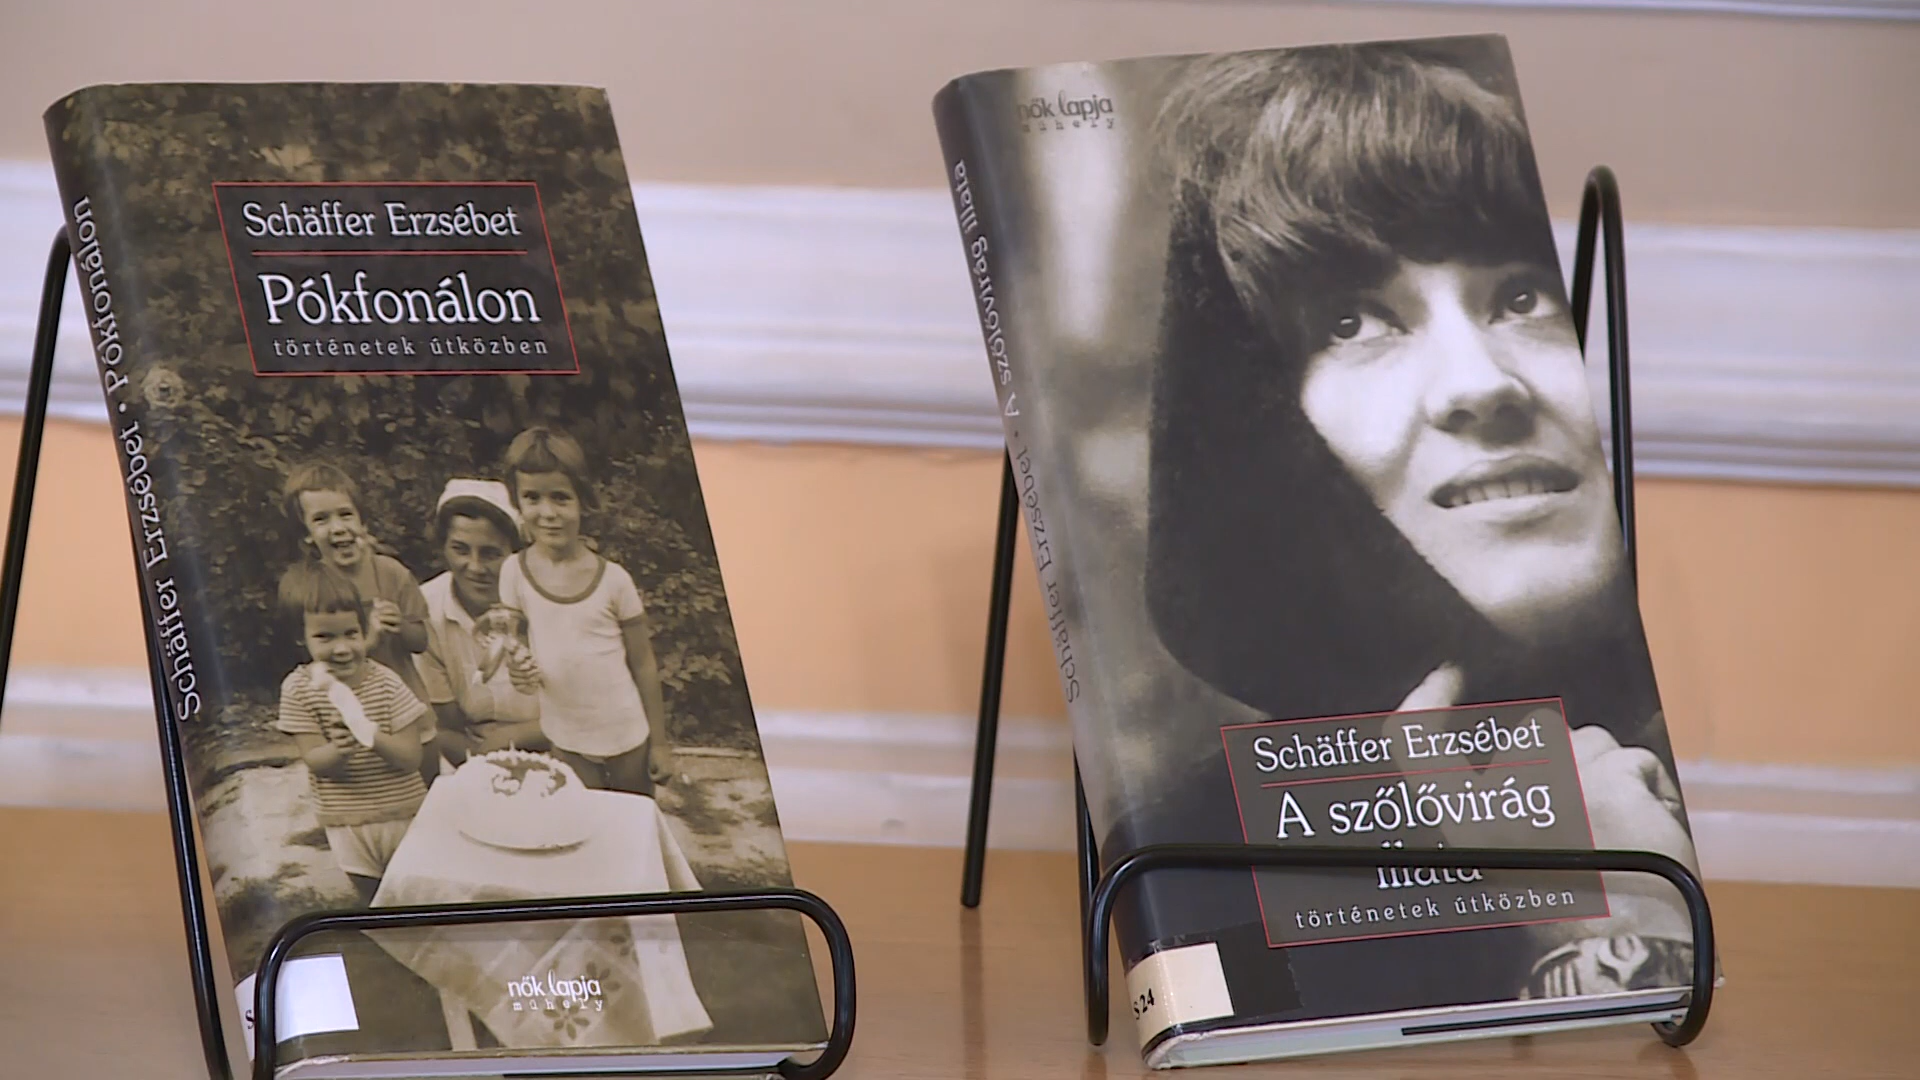 Schäffer Erzsébet
Pókfonálon
történetek útközben
Schäffer Erzsébet • Pókfonálon
nők lapja
műhely
S
nők lapja
műhely
Schäffer Erzsébet • A szőlővirág illata
Schäffer Erzsébet
A szőlővirág
illata
történetek útközben
S 24